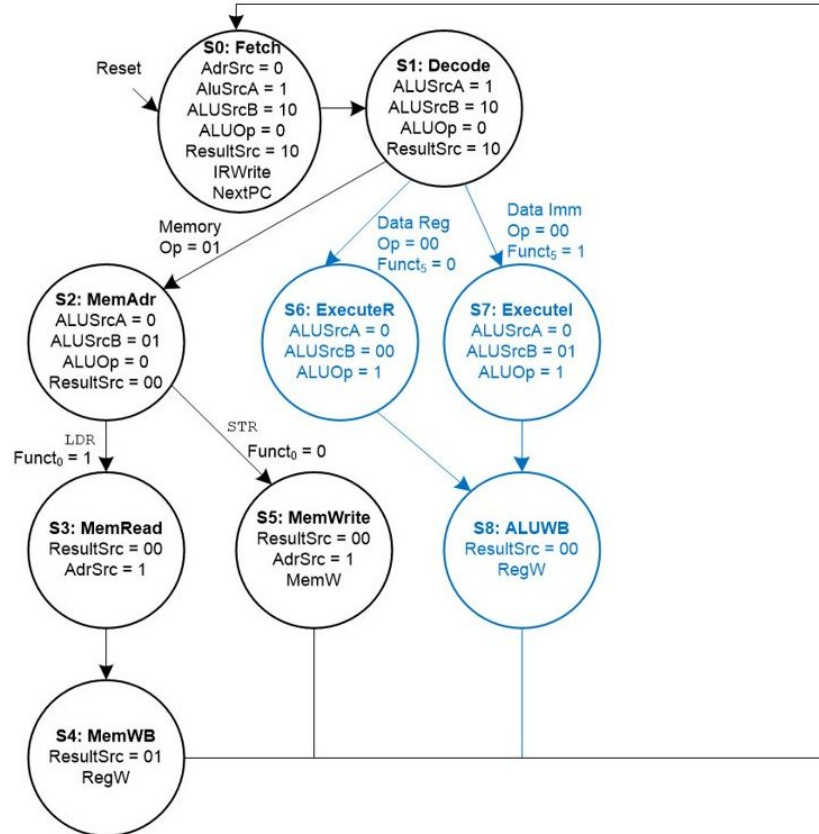 S0: Fetch
AdrSrc = 0
AluSrcA = 1
ALUSrcB = 10
ALUOp = 0
ResultSrc = 10
IRWrite
NextPC
Reset
S1: Decode
ALUSrcA = 1
ALUSrcB = 10
ALUOp = 0
ResultSrc = 10
Memory
Op = 01
Data Reg
Op = 00
Funct₅ = 0
Data Imm
Op = 00
Funct₅ = 1
S2: MemAdr
ALUSrcA = 0
ALUSrcB = 01
ALUOp = 0
ResultSrc = 00
S6: ExecuteR
ALUSrcA = 0
ALUSrcB = 00
ALUOp = 1
S7: ExecuteI
ALUSrcA = 0
ALUSrcB = 01
ALUOp = 1
LDR
Funct₀ = 1
STR
Funct₀ = 0
S3: MemRead
ResultSrc = 00
AdrSrc = 1
S5: MemWrite
ResultSrc = 00
AdrSrc = 1
MemW
S8: ALUWB
ResultSrc = 00
RegW
S4: MemWB
ResultSrc = 01
RegW